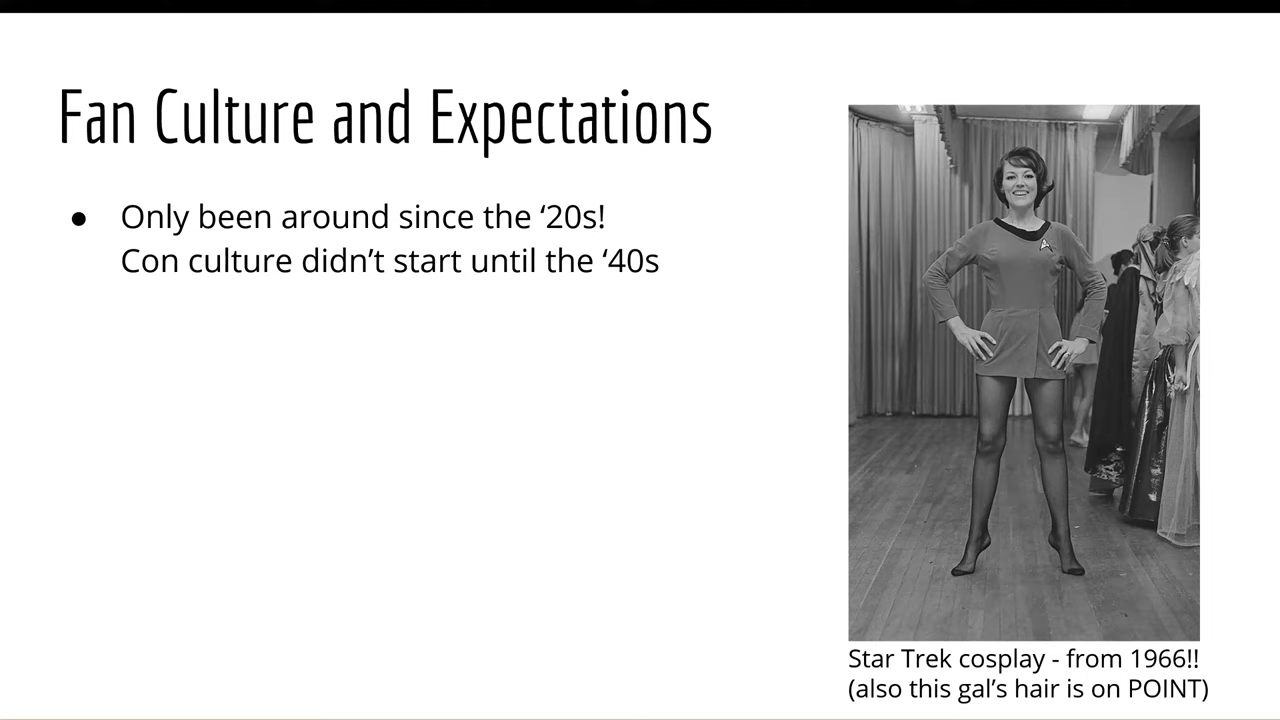 Fan Culture and Expectations
● Only been around since the ‘20s!
Con culture didn’t start until the ‘40s
Star Trek cosplay - from 1966!!
(also this gal’s hair is on POINT)